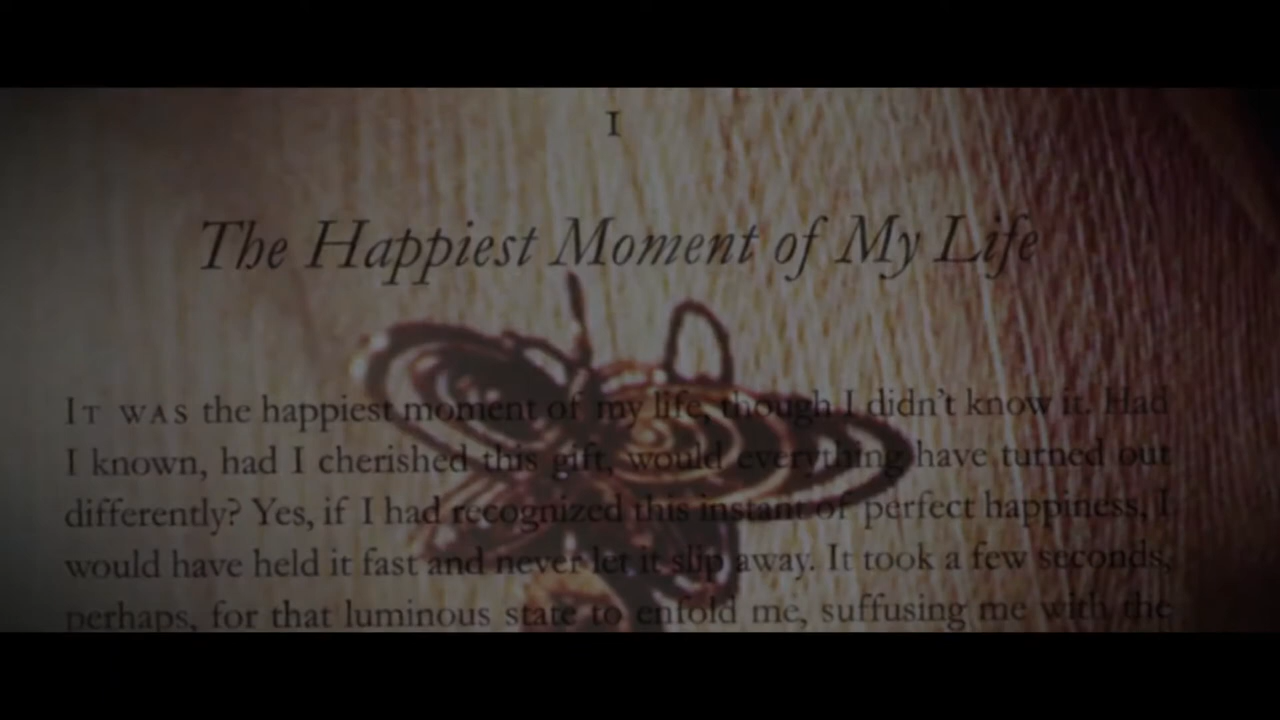 I
The Happiest Moment of My Life
IT WAS the happiest moment of my life, though I didn't know it. Had
I known, had I cherished this gift, would everything have turned out
differently? Yes, if I had recognized this instant of perfect happiness, I
would have held it fast and never let it slip away. It took a few seconds,
perhaps, for that luminous state to enfold me, suffusing me with the